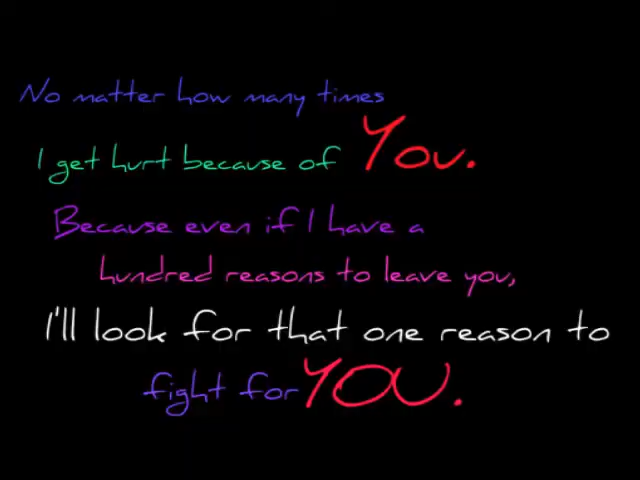 No matter how many times
I get hurt because of You.
Because even if I have a
hundred reasons to leave you,
I'll look for that one reason to
fight for YOU.